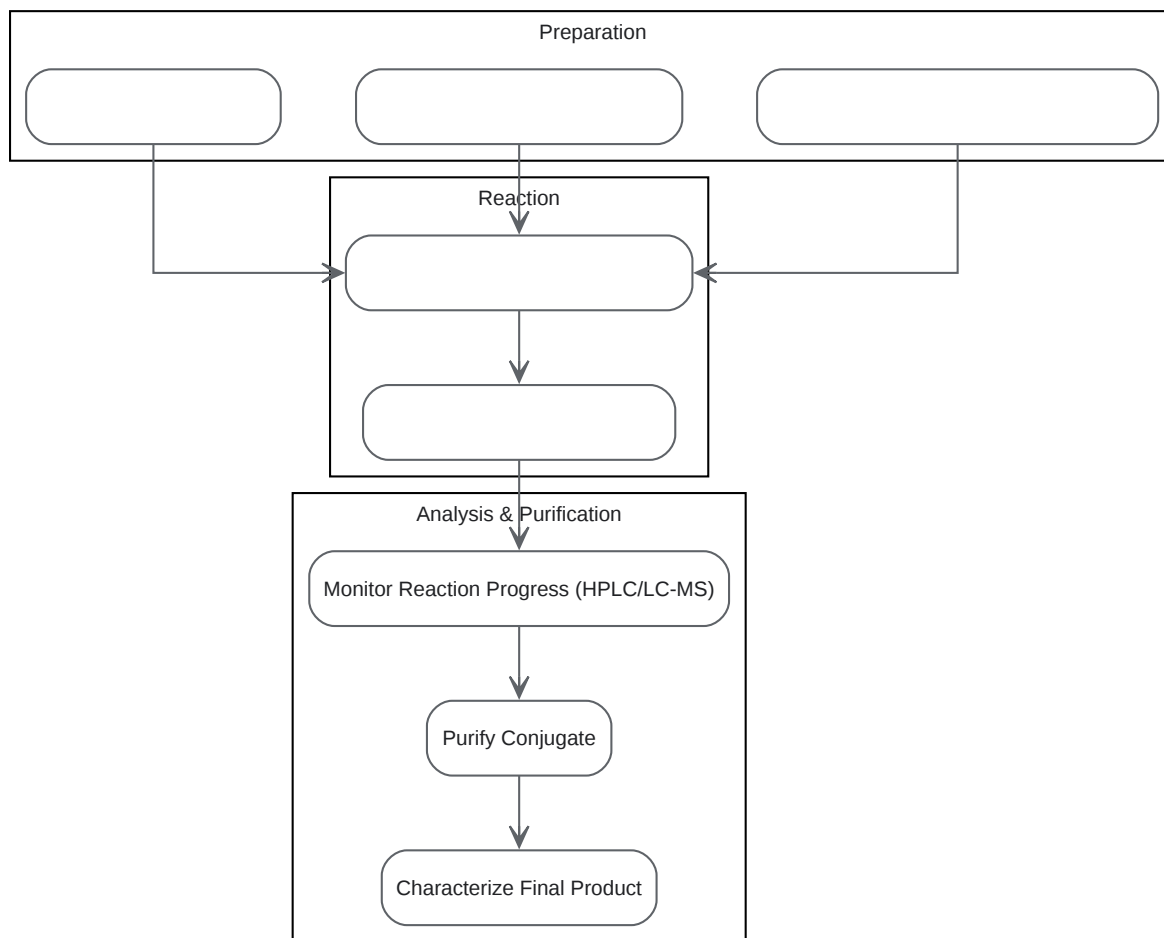 Preparation
Reaction
Analysis & Purification
Monitor Reaction Progress (HPLC/LC-MS)
Purify Conjugate
Characterize Final Product